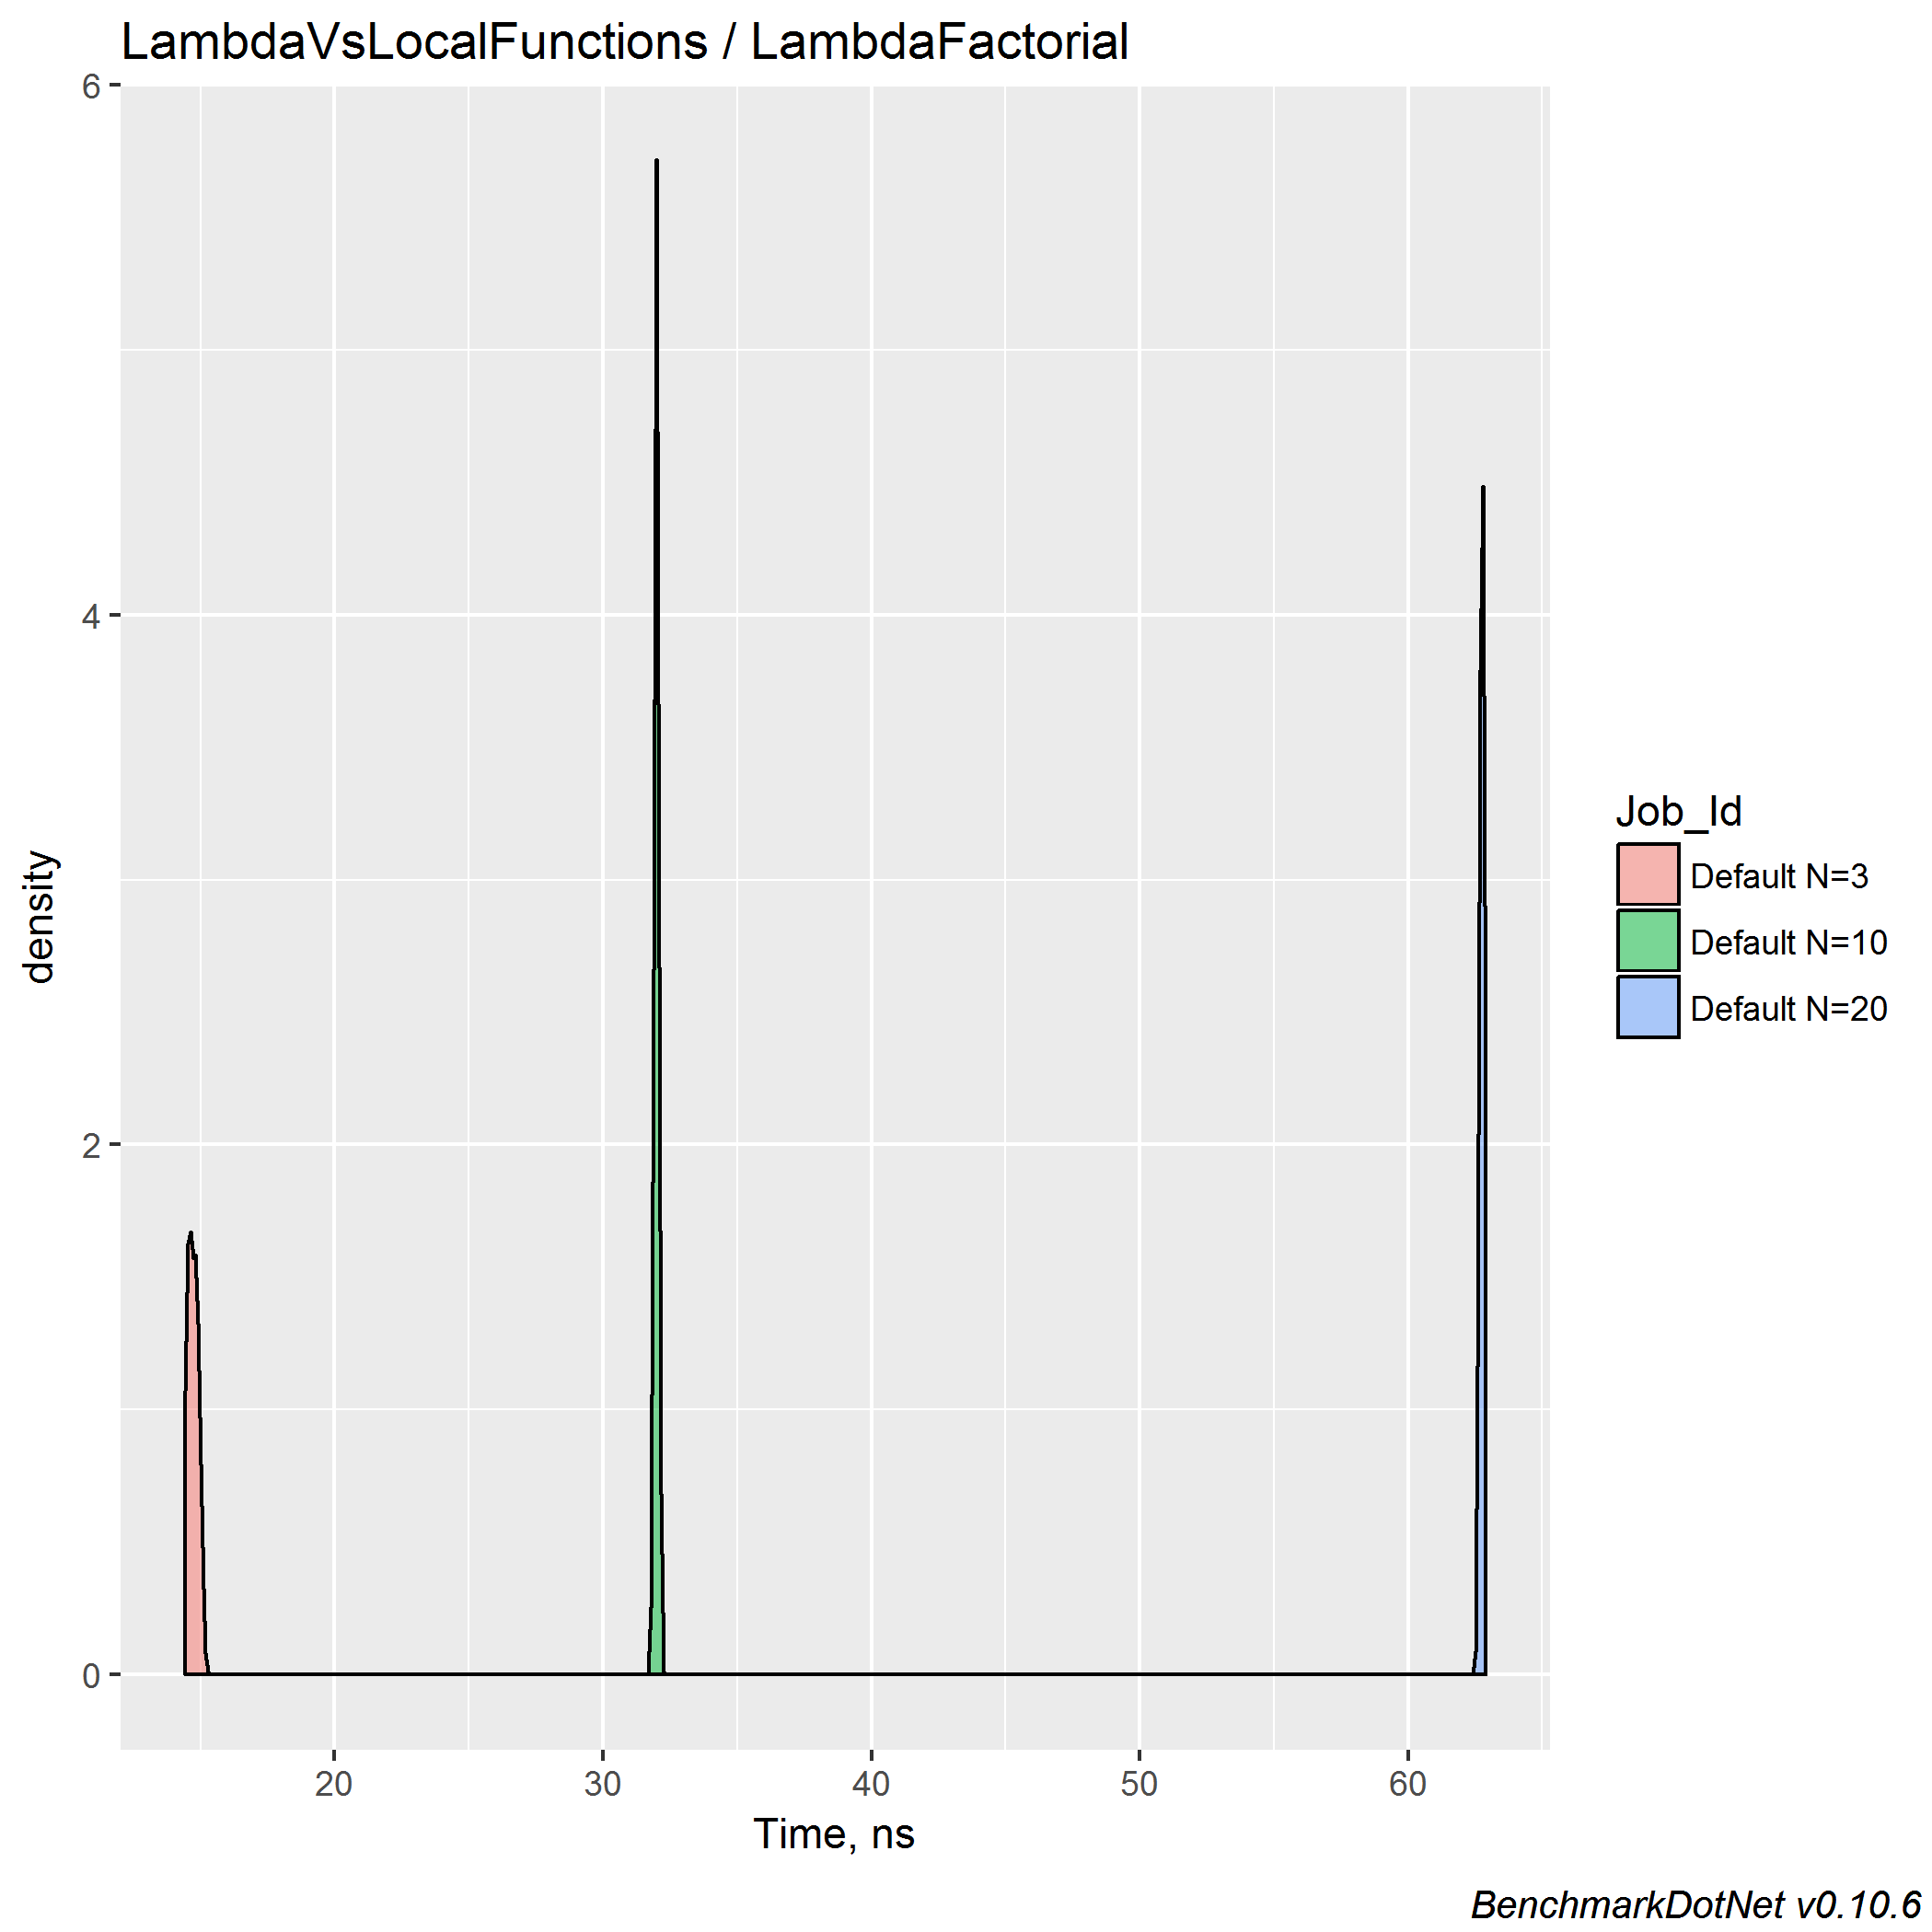 LambdaVsLocalFunctions / LambdaFactorial
6
4
2
0
density
20 30 40 50 60
Time, ns
Job_Id
Default N=3
Default N=10
Default N=20
BenchmarkDotNet v0.10.6